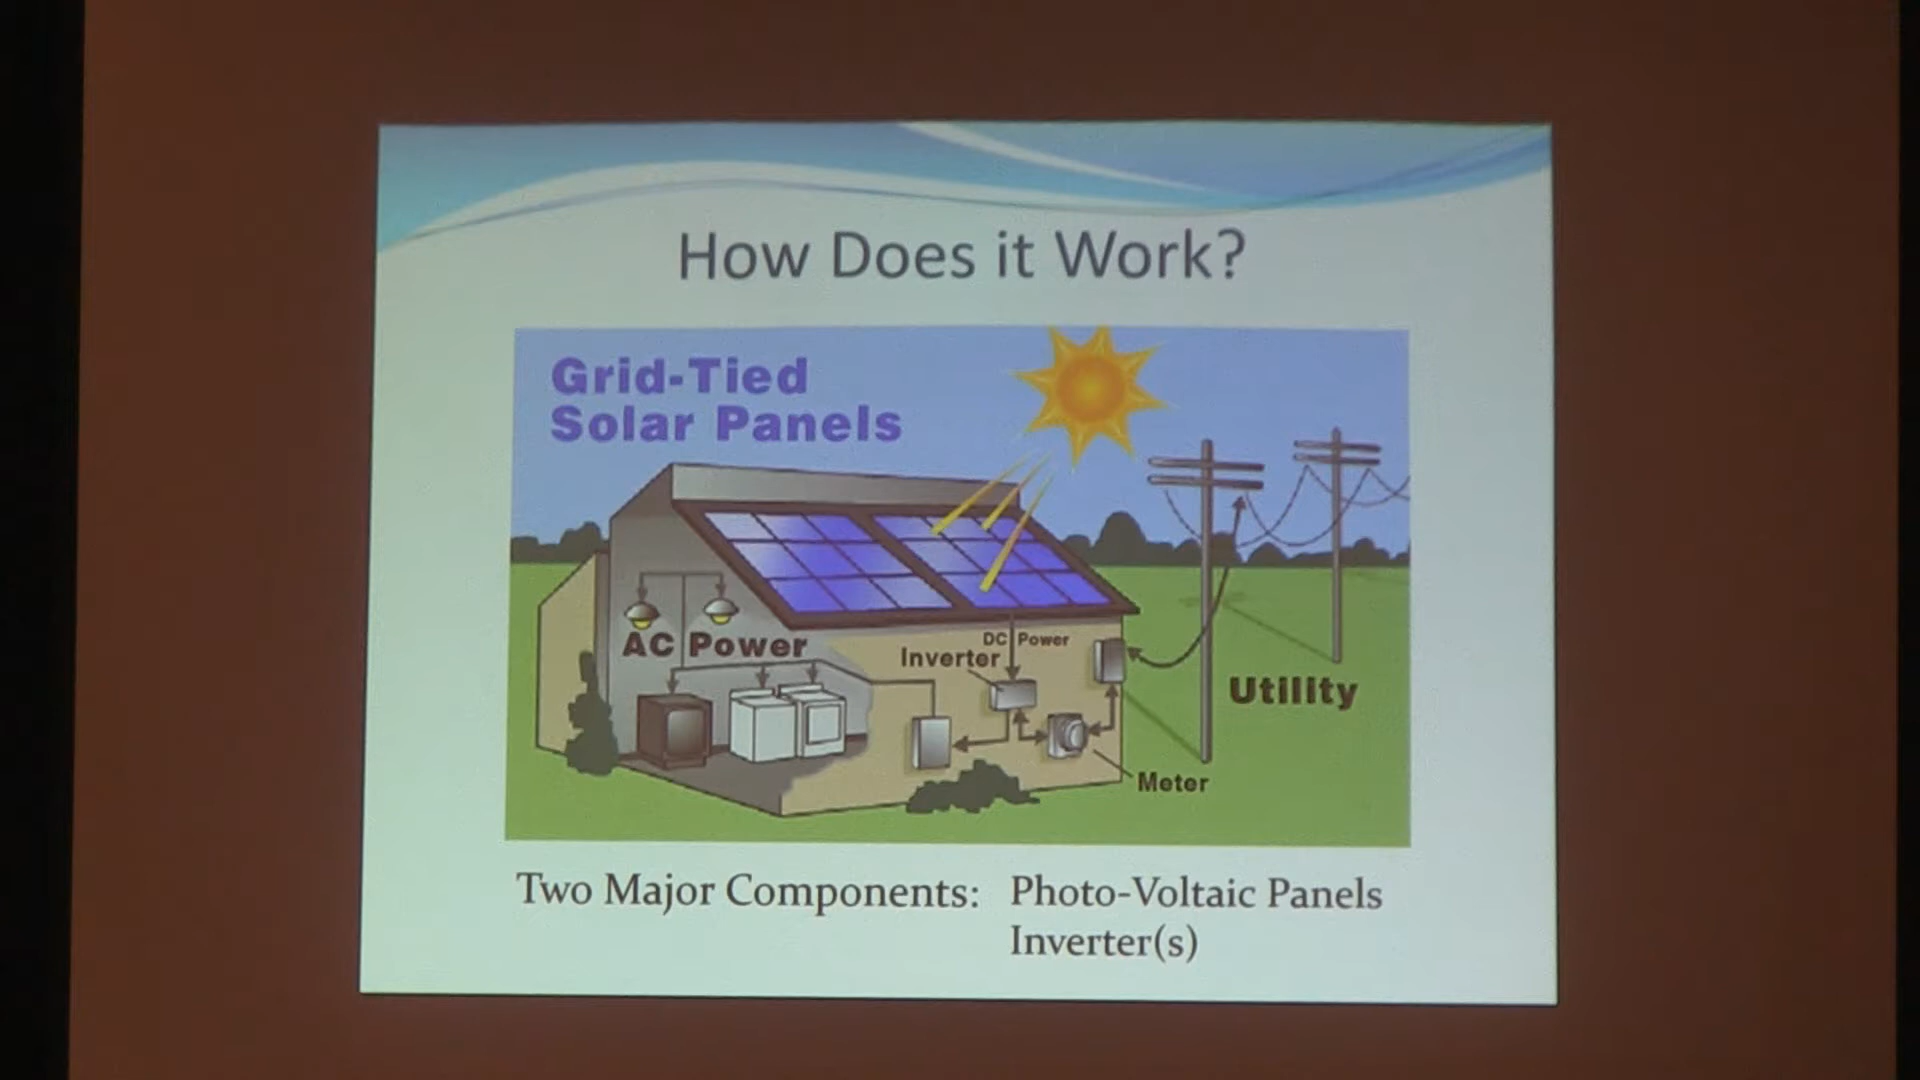 How Does it Work?
Grid-Tied
Solar Panels
AC Power
DC Power
Inverter
Utility
Meter
Two Major Components: Photo-Voltaic Panels
Inverter(s)